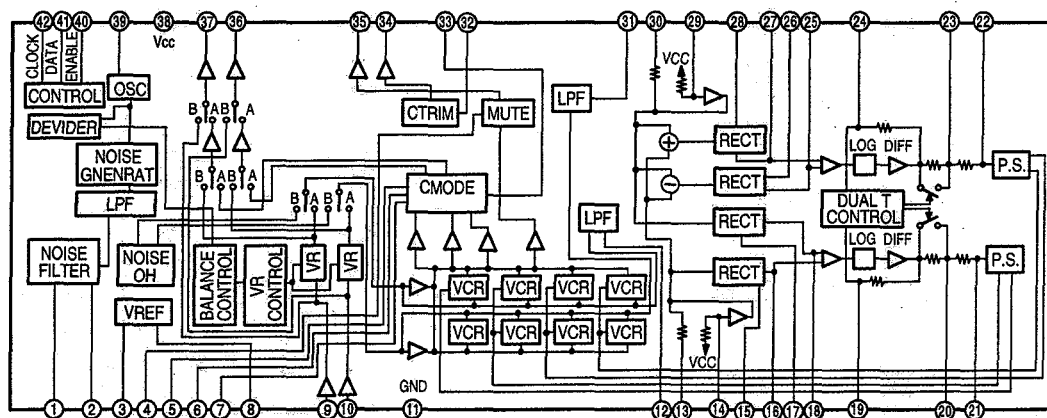 42 41 40 39 38 37 36 35 34 33 32 31 30 29 28 27 26 25 24 23 22
CLOCK
DATA
ENABLE
Vcc
CONTROL
OSC
DEVIDER
NOISE
GNENRAT
LPF
NOISE
FILTER
NOISE
OH
VREF
B A B A
B A B A
BALANCE
CONTROL
VR
CONTROL
VR
VR
CTRIM
MUTE
CMODE
VCR VCR VCR VCR
VCR VCR VCR VCR
LPF
LPF
VCC
VCC
+
−
RECT
RECT
RECT
RECT
LOG DIFF
DUAL T
CONTROL
LOG DIFF
P.S.
P.S.
GND
1 2 3 4 5 6 7 8 9 10 11 12 13 14 15 16 17 18 19 20 21